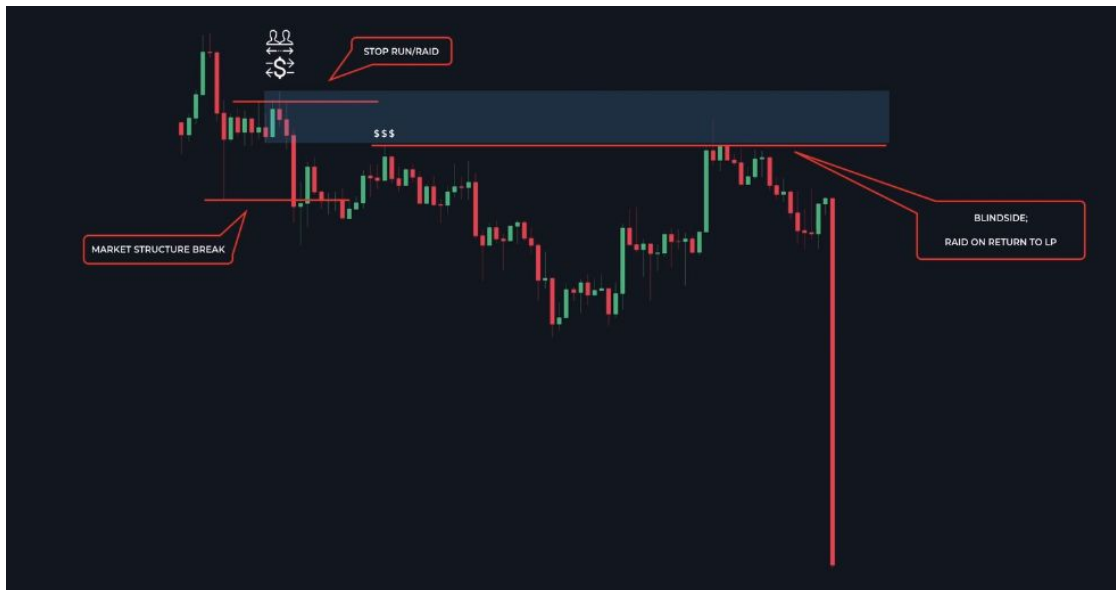 STOP RUN/RAID
$
$$$
MARKET STRUCTURE BREAK
BLINDSIDE;
RAID ON RETURN TO LP